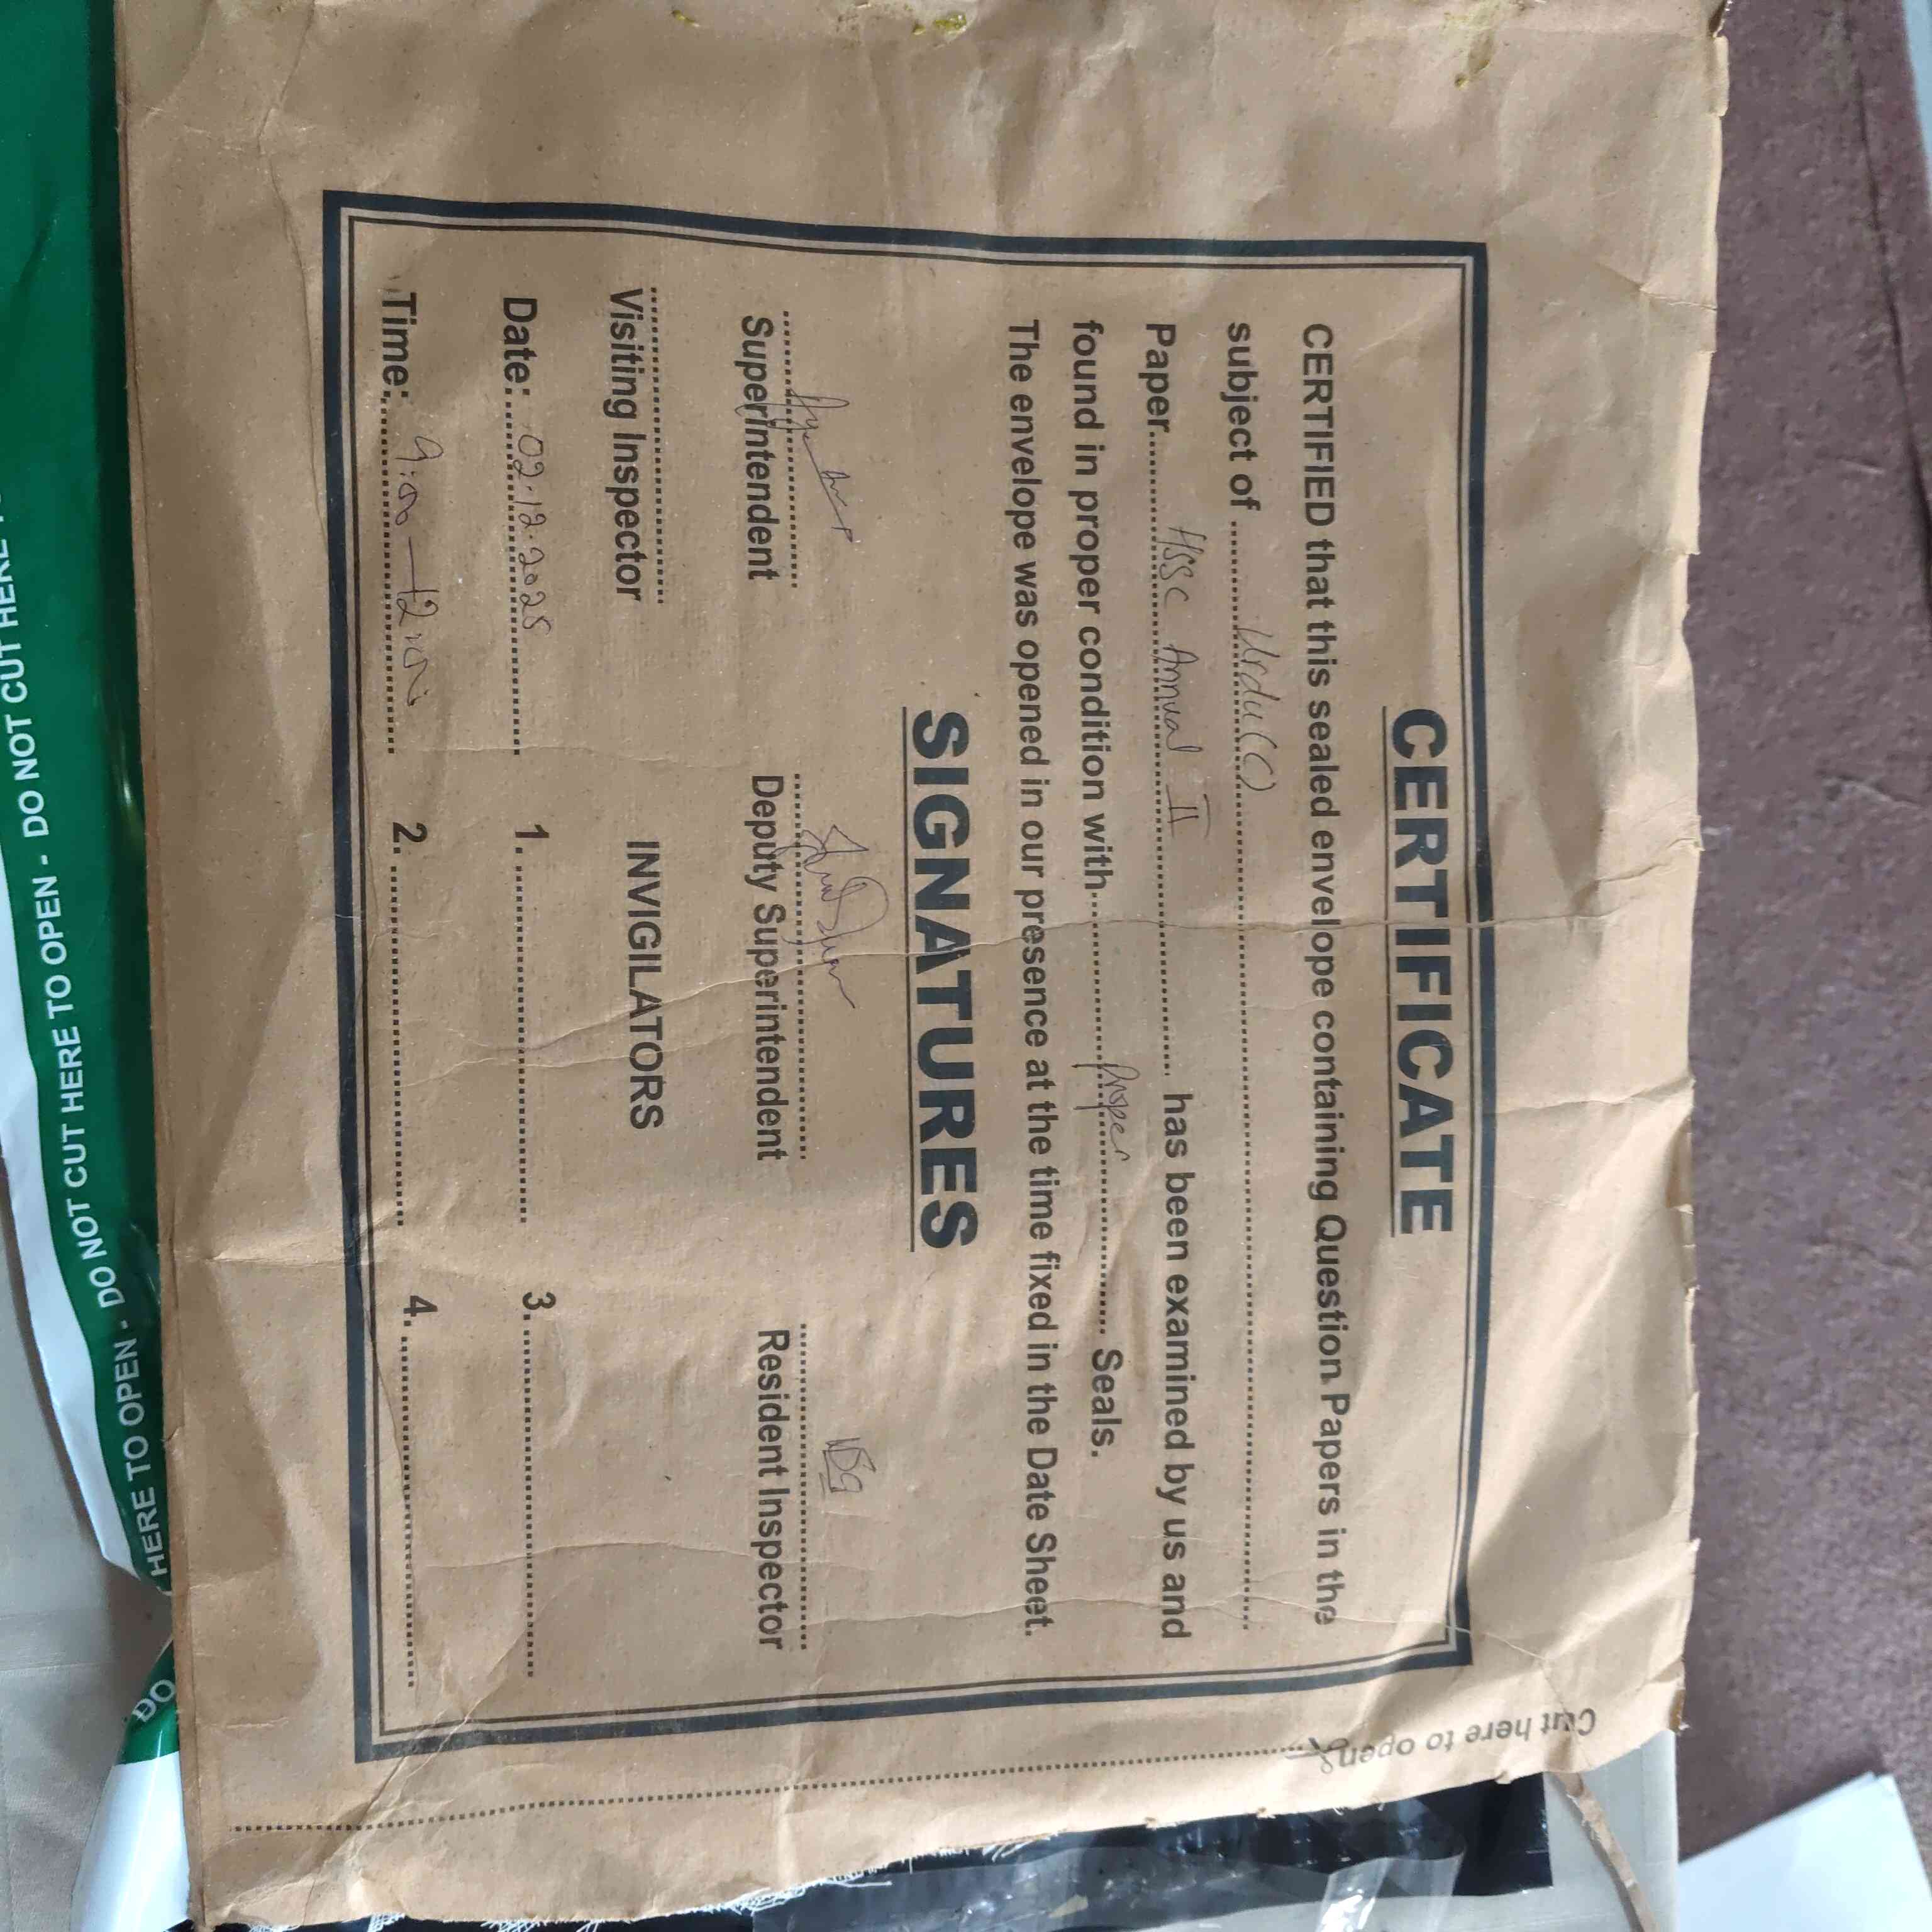 CERTIFICATE
CERTIFIED that this sealed envelope containing Question Papers in the
subject of ........Urdu (C)................................
Paper........HSSC Annual II................ has been examined by us and
found in proper condition with................Proper............ Seals.
The envelope was opened in our presence at the time fixed in the Date Sheet.
SIGNATURES
Superintendent Deputy Superintendent Resident Inspector
Visiting Inspector INVIGILATORS
Date:....02.12.2025............ 1. ........................ 3. ........................
Time:....9:00 – 12:00.... 2. ........................ 4. ........................
Cut here to open
DO NOT CUT HERE TO OPEN - DO NOT CUT HERE
DO NOT CUT HERE TO OPEN - DO NOT CUT HERE TO OPEN -
HERE TO OPEN -
DO